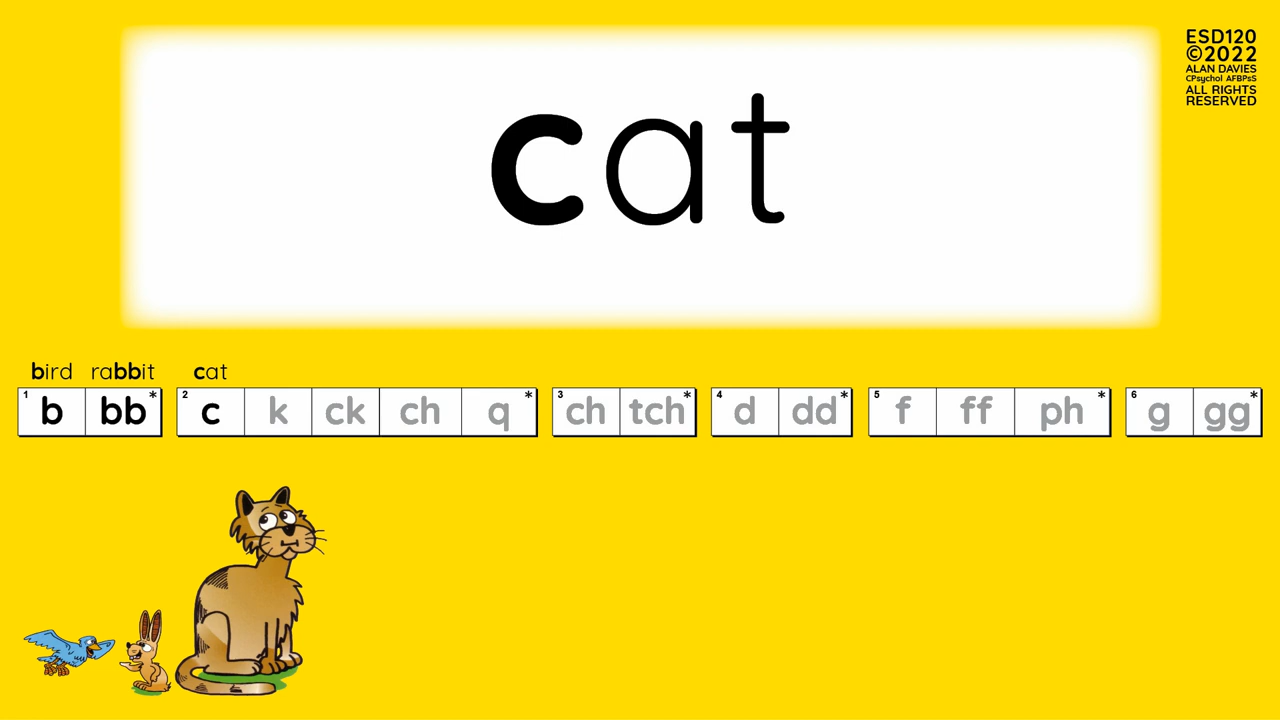 cat
ESD120
©2022
ALAN DAVIES
CPsychol AFBPsS
ALL RIGHTS
RESERVED
bird rabbit cat
1 b bb * 2 c k ck ch q * 3 ch tch * 4 d dd * 5 f ff ph * 6 g gg *